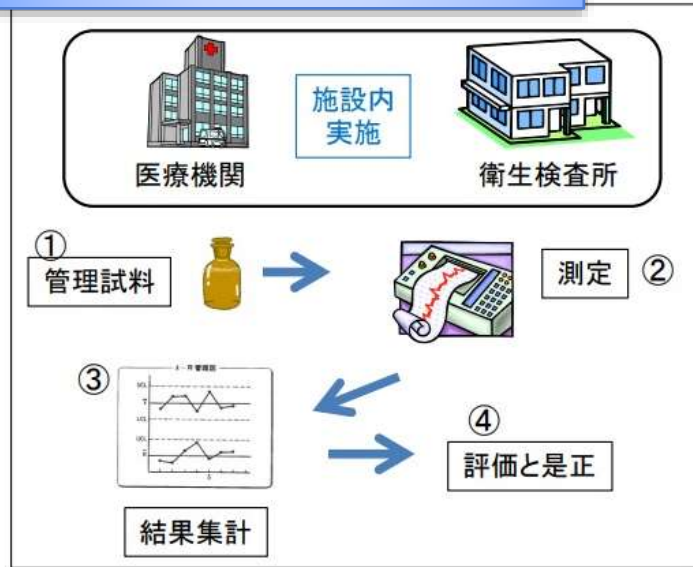 施設内
実施
医療機関
衛生検査所
①
管理試料
測定
②
③
結果集計
④
評価と是正